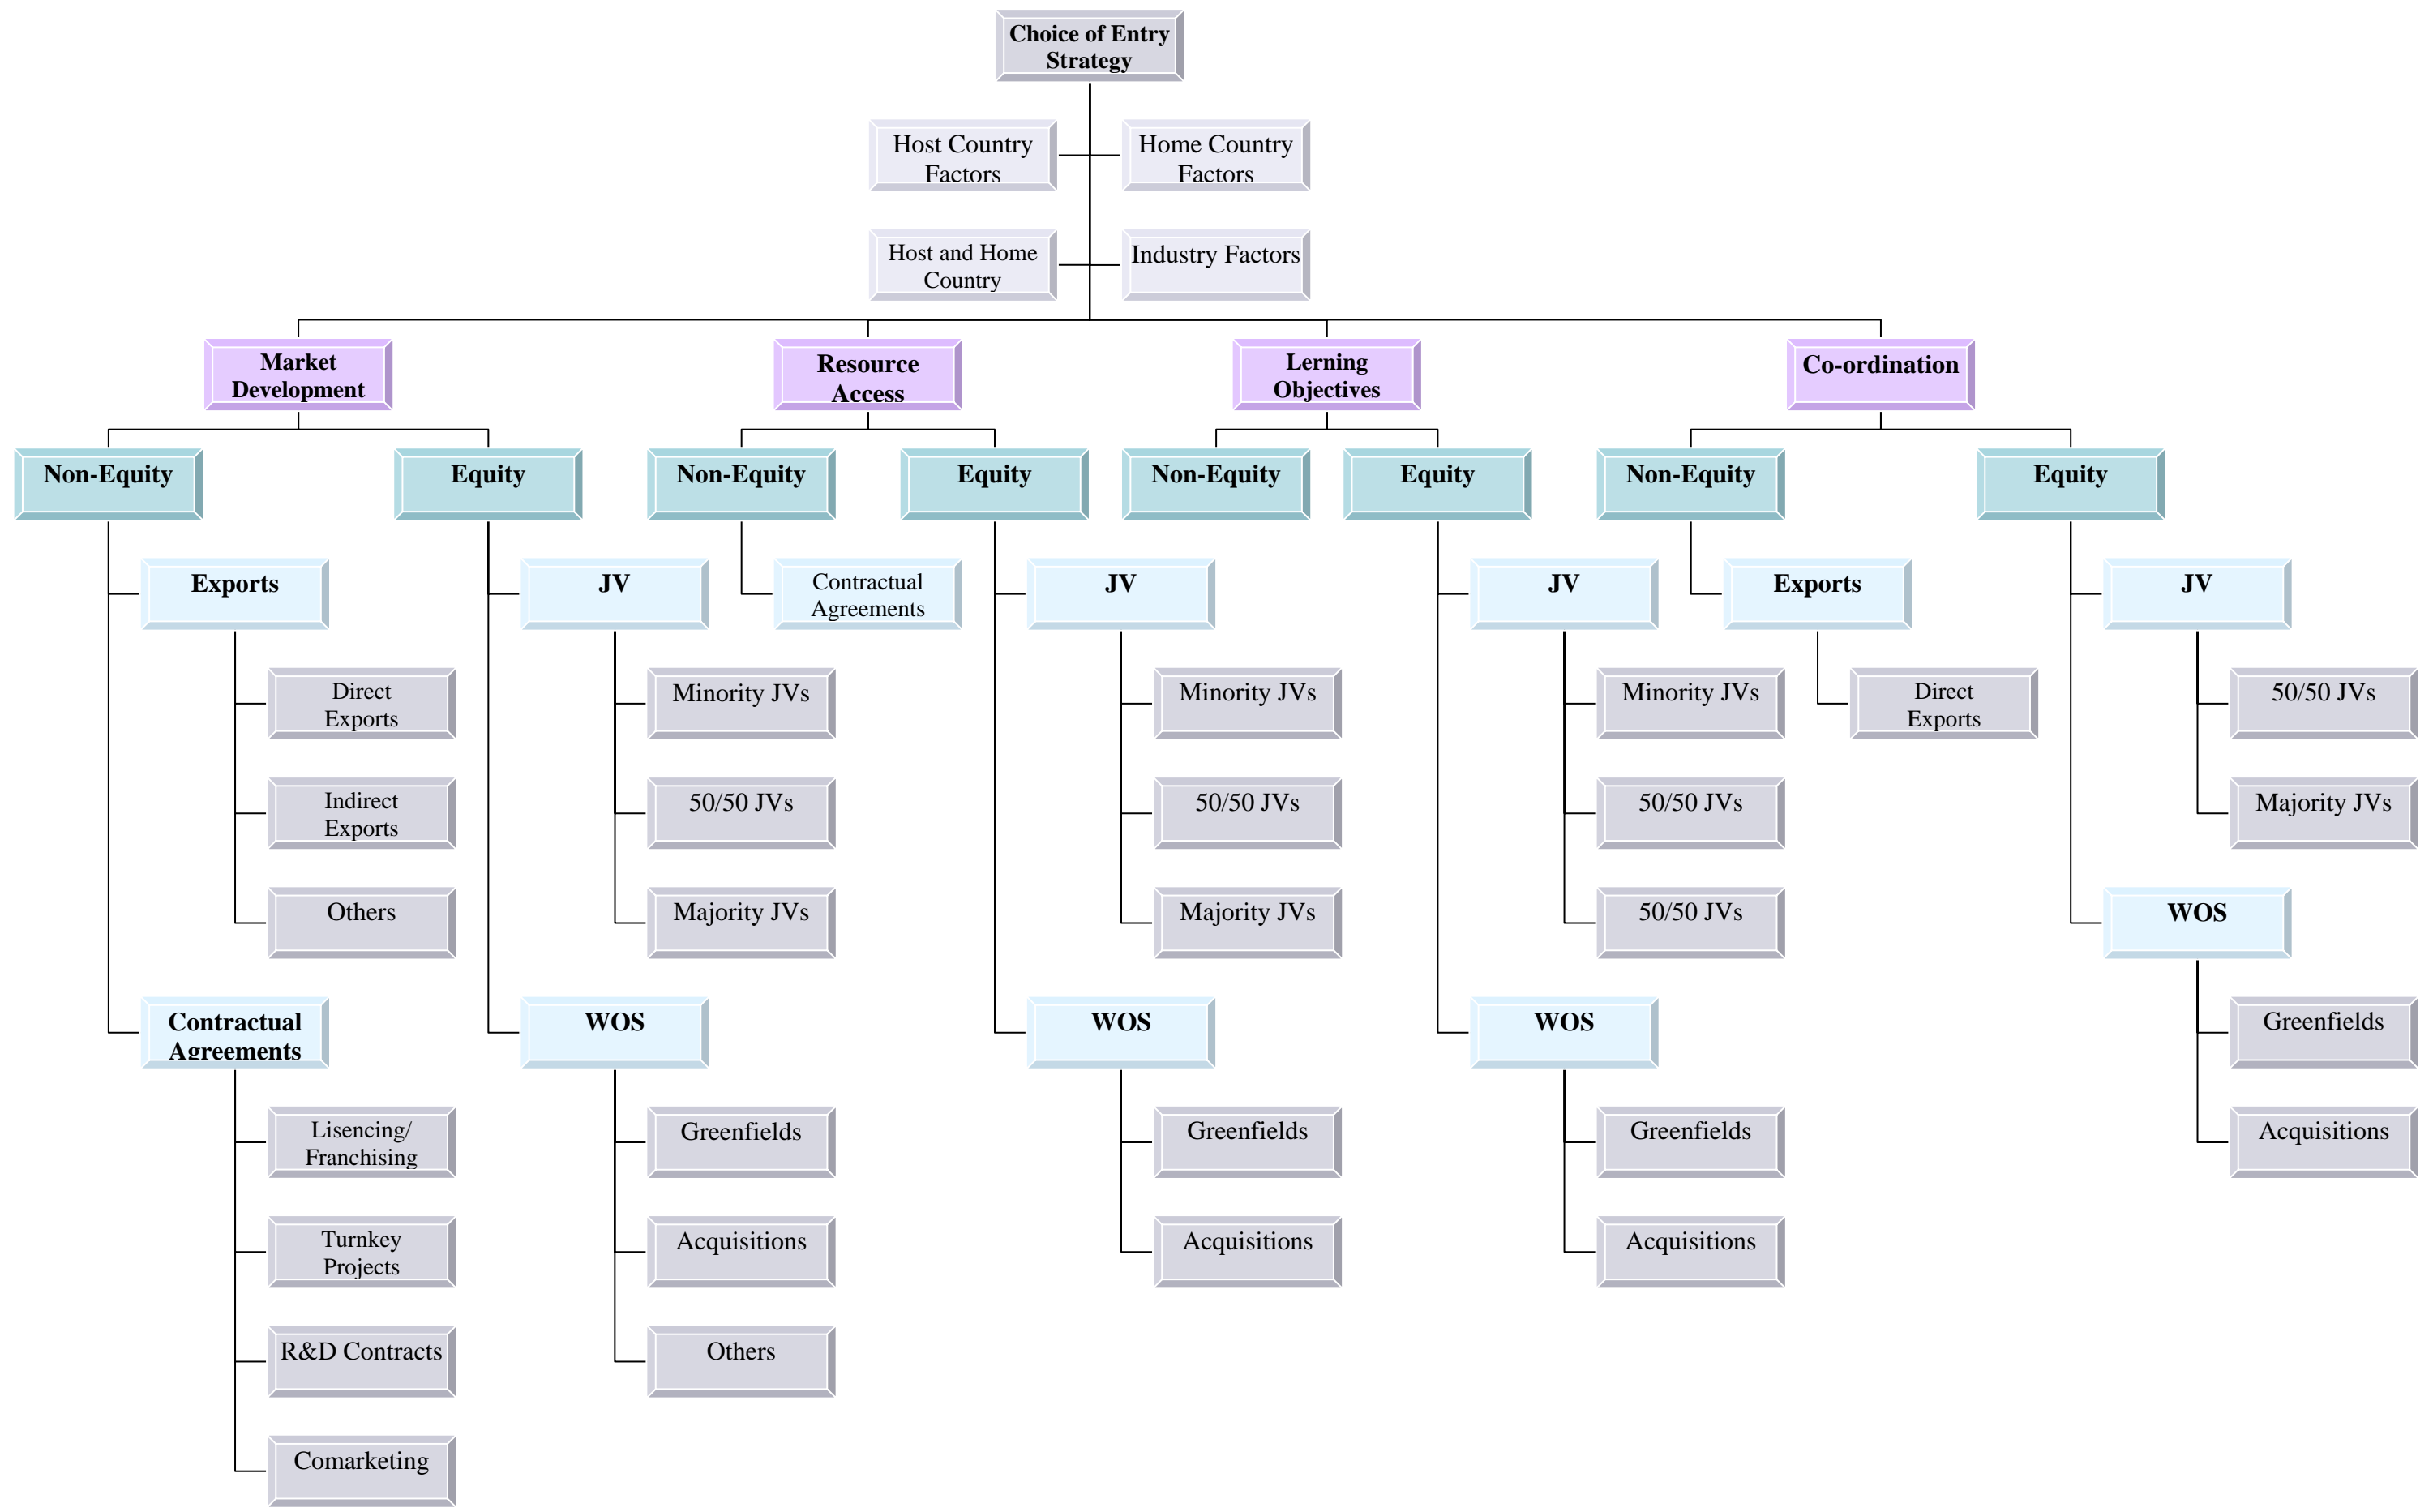 Choice of Entry
Strategy
Host Country
Factors
Home Country
Factors
Host and Home
Country
Industry Factors
Market
Development
Resource
Access
Lerning
Objectives
Co-ordination
Non-Equity
Equity
Non-Equity
Equity
Non-Equity
Equity
Non-Equity
Equity
Exports
JV
Contractual
Agreements
JV
JV
Exports
JV
Direct
Exports
Minority JVs
Minority JVs
Minority JVs
Direct
Exports
50/50 JVs
Indirect
Exports
50/50 JVs
50/50 JVs
50/50 JVs
Majority JVs
Others
Majority JVs
Majority JVs
50/50 JVs
WOS
Contractual
Agreements
WOS
WOS
WOS
Greenfields
Lisencing/
Franchising
Greenfields
Greenfields
Greenfields
Acquisitions
Turnkey
Projects
Acquisitions
Acquisitions
Acquisitions
R&D Contracts
Others
Comarketing